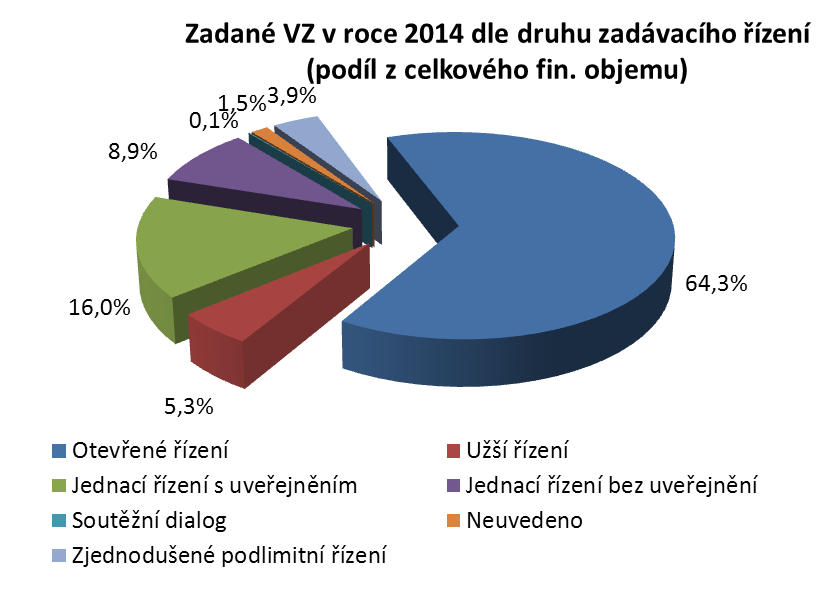 Zadané VZ v roce 2014 dle druhu zadávacího řízení
(podíl z celkového fin. objemu)
3,9%
1,5%
0,1%
8,9%
64,3%
16,0%
5,3%
Otevřené řízení
Užší řízení
Jednací řízení s uveřejněním
Jednací řízení bez uveřejnění
Soutěžní dialog
Neuvedeno
Zjednodušené podlimitní řízení